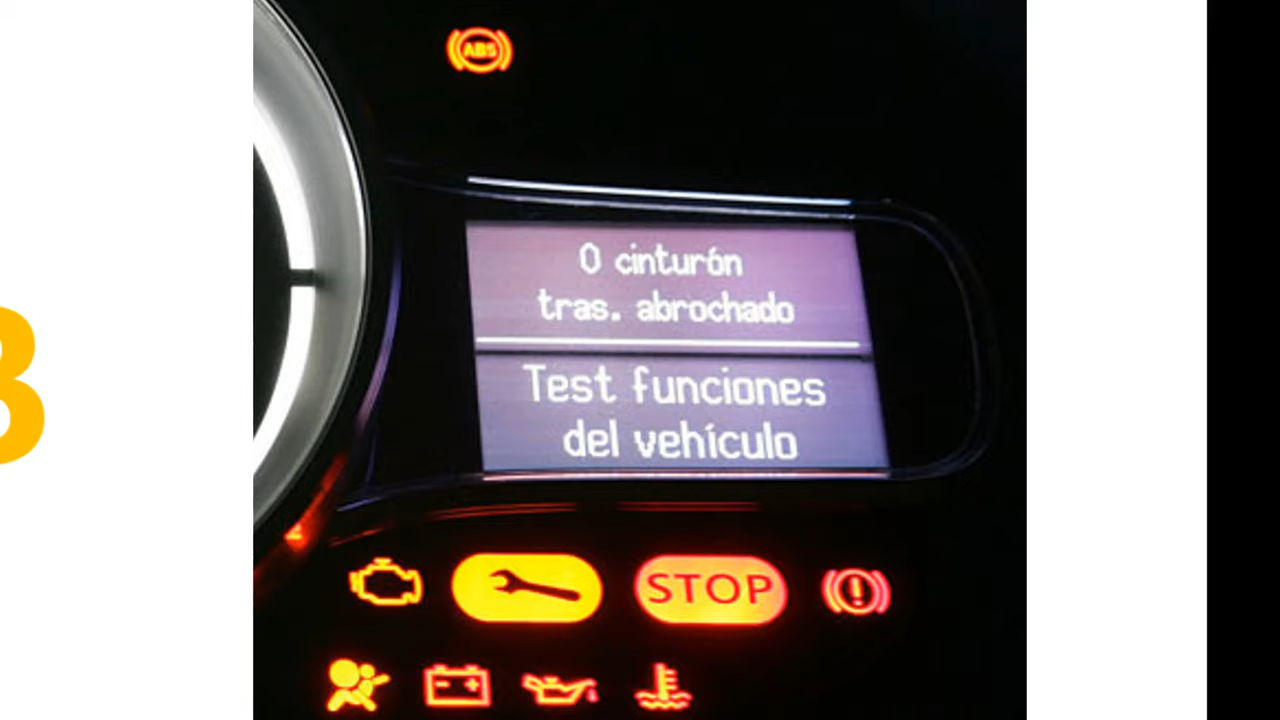 ABS
0 cinturón
tras. abrochado
Test funciones
del vehículo
STOP